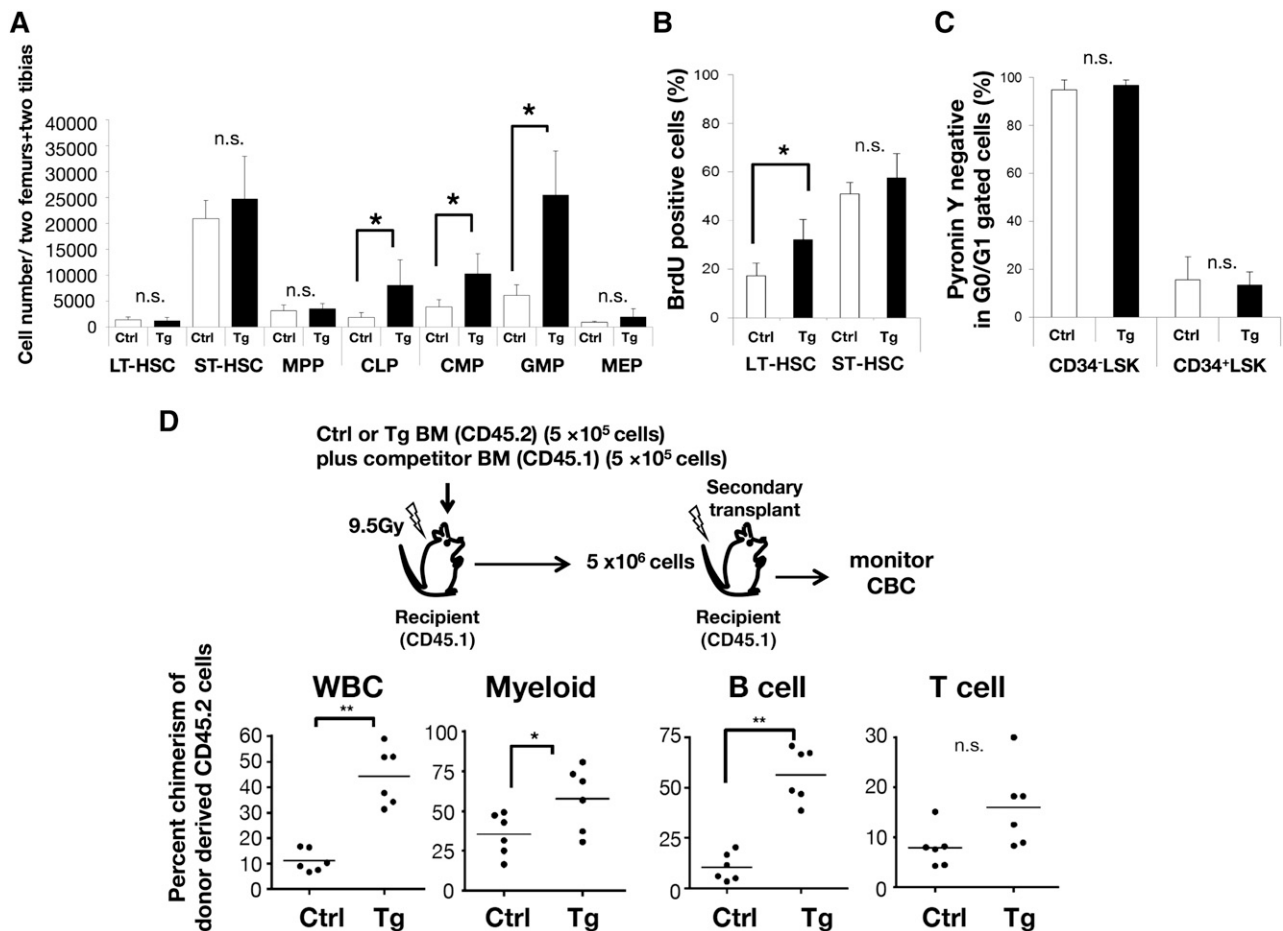 A
Cell number/ two femurs+two tibias
40000
35000
30000
25000
20000
15000
10000
5000
0
n.s.
n.s.
n.s.
*
*
*
n.s.
Ctrl Tg Ctrl Tg Ctrl Tg Ctrl Tg Ctrl Tg Ctrl Tg Ctrl Tg
LT-HSC ST-HSC MPP CLP CMP GMP MEP
B
BrdU positive cells (%)
100
80
60
40
20
0
*
n.s.
Ctrl Tg Ctrl Tg
LT-HSC ST-HSC
C
Pyronin Y negative
in G0/G1 gated cells (%)
100
80
60
40
20
0
n.s.
n.s.
Ctrl Tg Ctrl Tg
CD34⁻LSK CD34⁺LSK
D
Ctrl or Tg BM (CD45.2) (5 ×10⁵ cells)
plus competitor BM (CD45.1) (5 ×10⁵ cells)
9.5Gy
Recipient
(CD45.1)
5 x10⁶ cells
Secondary
transplant
Recipient
(CD45.1)
monitor
CBC
Percent chimerism of
donor derived CD45.2 cells
WBC
**
60
50
40
30
20
10
0
Ctrl Tg
Myeloid
*
100
75
50
25
0
Ctrl Tg
B cell
**
75
50
25
0
Ctrl Tg
T cell
n.s.
30
20
10
0
Ctrl Tg